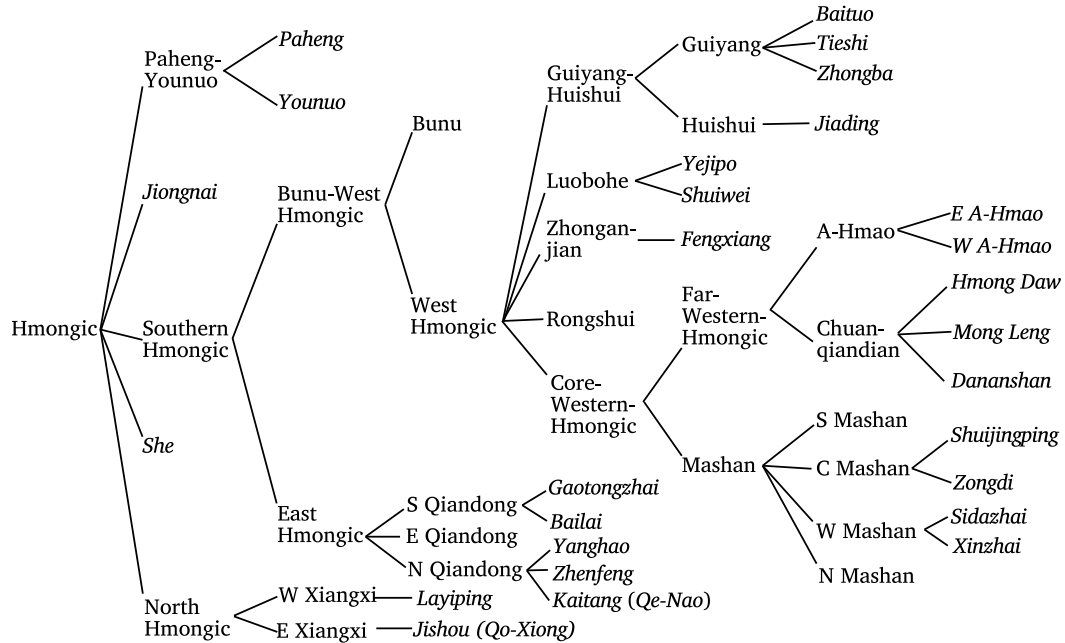 Hmongic
Paheng-
Younuo
Paheng
Younuo
Jiongnai
Southern
Hmongic
Bunu-West
Hmongic
Bunu
West
Hmongic
Guiyang-
Huishui
Guiyang
Baituo
Tieshi
Zhongba
Huishui
Jiading
Luobohe
Yejipo
Shuiwei
Zhongan-
jian
Fengxiang
Rongshui
Core-
Western-
Hmongic
Far-
Western-
Hmongic
A-Hmao
E A-Hmao
W A-Hmao
Chuan-
qiandian
Hmong Daw
Mong Leng
Dananshan
Mashan
S Mashan
C Mashan
Shuijingping
Zongdi
W Mashan
Sidazhai
Xinzhai
N Mashan
East
Hmongic
S Qiandong
Gaotongzhai
Bailai
E Qiandong
N Qiandong
Yanghao
Zhenfeng
Kaitang (Qe-Nao)
She
North
Hmongic
W Xiangxi
Layiping
E Xiangxi
Jishou (Qo-Xiong)